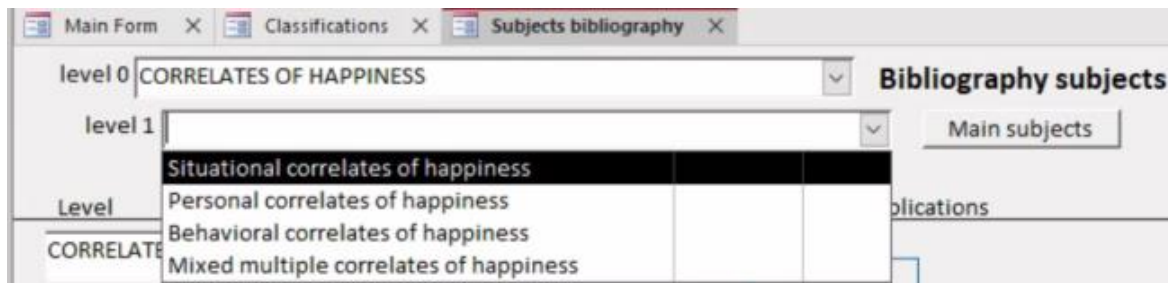 Main Form Classifications Subjects bibliography
level 0 CORRELATES OF HAPPINESS Bibliography subjects
level 1 Main subjects
Situational correlates of happiness
Personal correlates of happiness
Level plications
Behavioral correlates of happiness
CORRELATE
Mixed multiple correlates of happiness